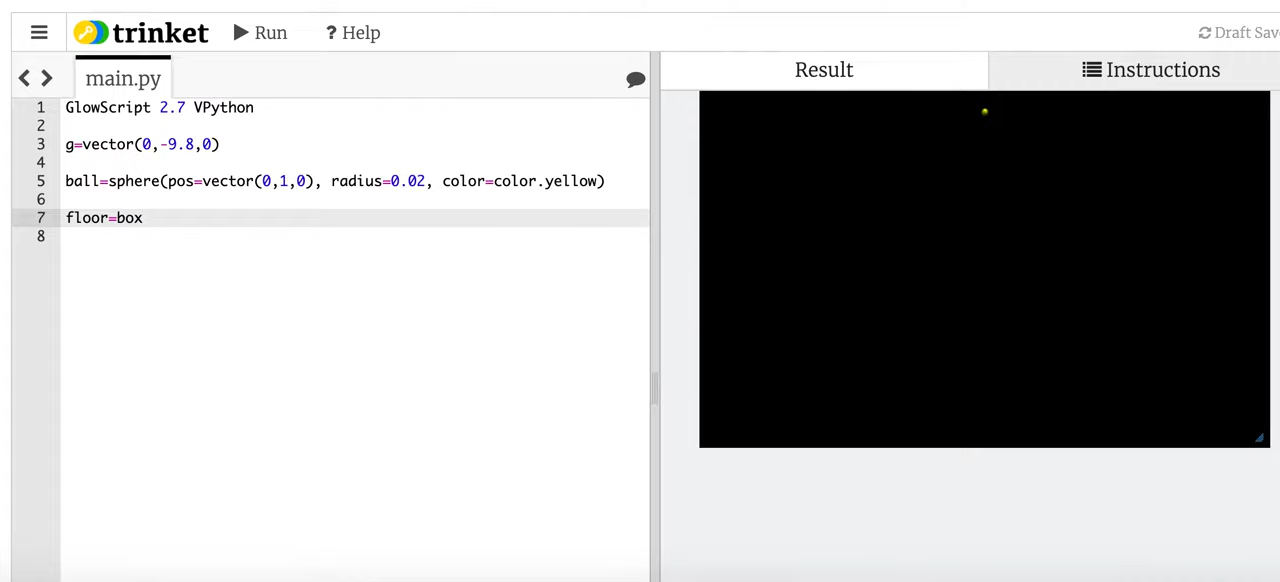 trinket
Run
? Help
Draft Sav
main.py
Result
Instructions
1 GlowScript 2.7 VPython
2
3 g=vector(0,-9.8,0)
4
5 ball=sphere(pos=vector(0,1,0), radius=0.02, color=color.yellow)
6
7 floor=box
8